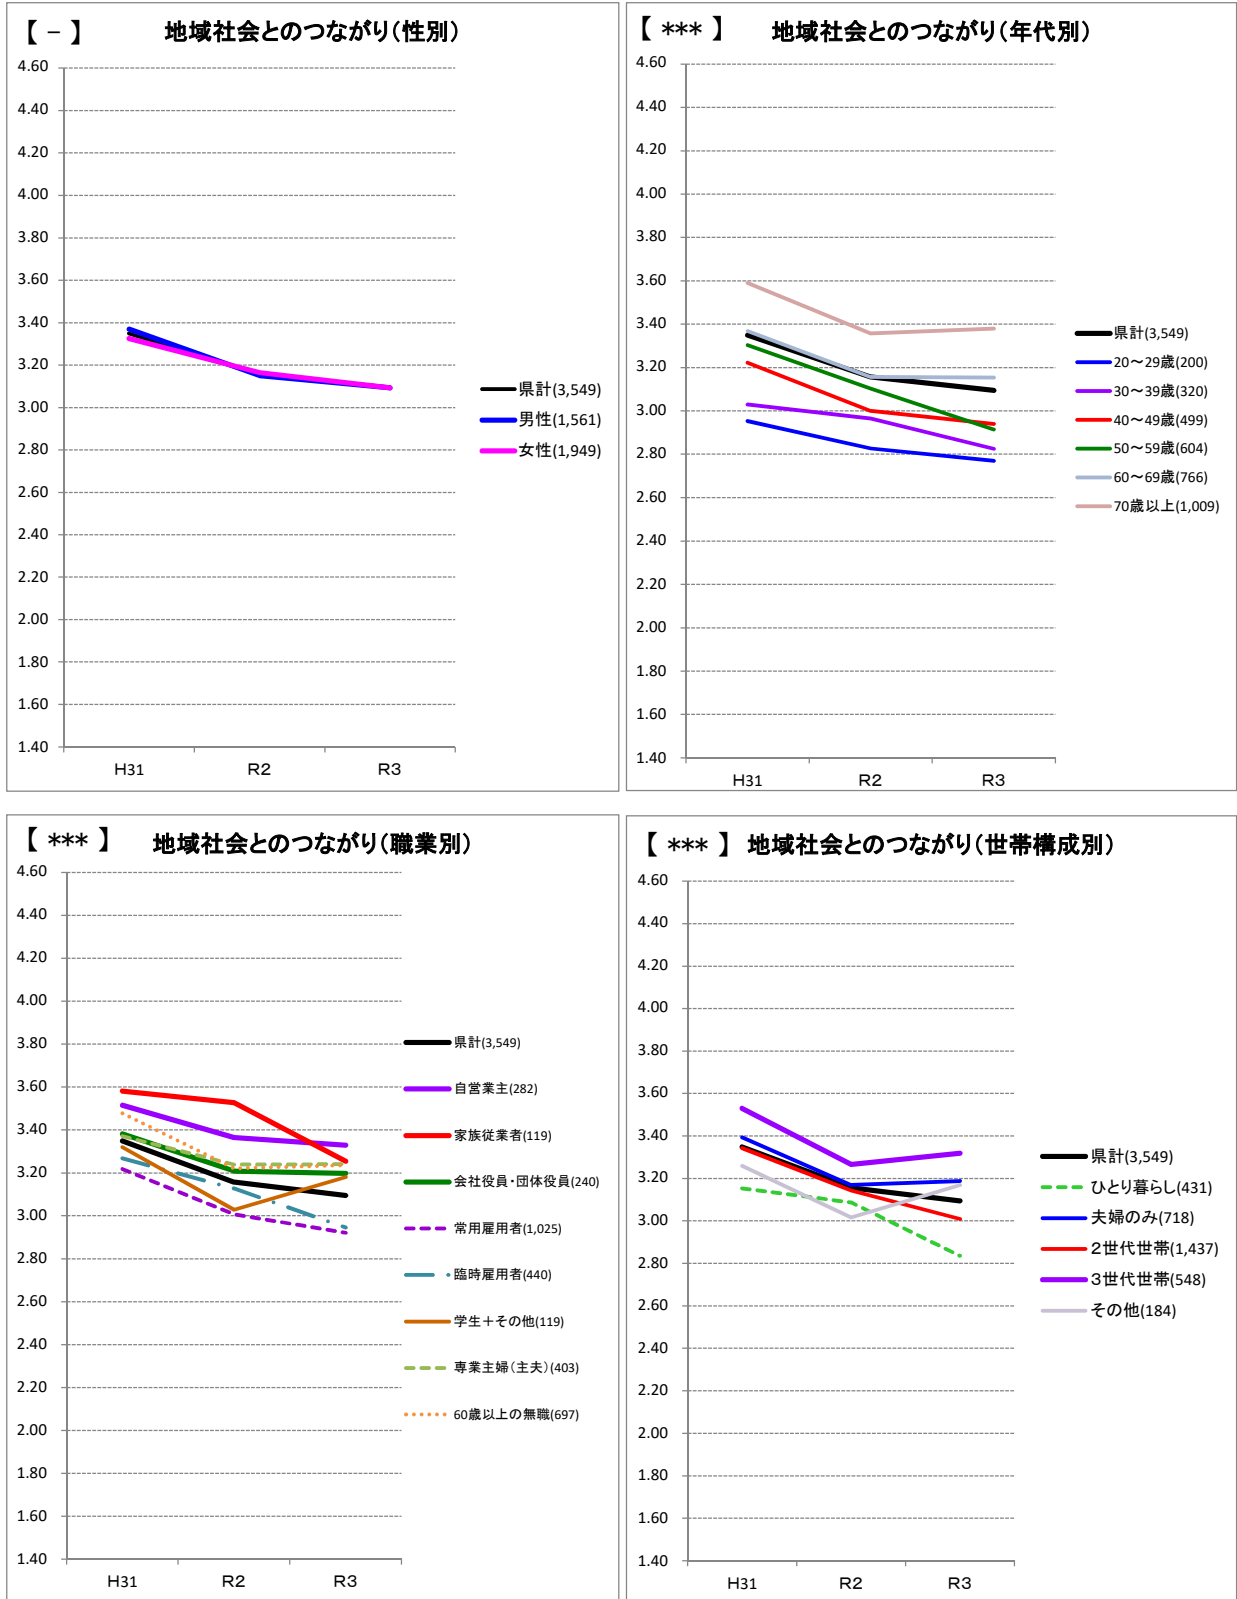 【 －】 地域社会とのつながり（性別）
4.60
4.40
4.20
4.00
3.80
3.60
3.40
3.20
3.00
2.80
2.60
2.40
2.20
2.00
1.80
1.60
1.40
H31 R2 R3
県計(3,549)
男性(1,561)
女性(1,949)
【 *** 】 地域社会とのつながり（年代別）
4.60
4.40
4.20
4.00
3.80
3.60
3.40
3.20
3.00
2.80
2.60
2.40
2.20
2.00
1.80
1.60
1.40
H31 R2 R3
県計(3,549)
20～29歳(200)
30～39歳(320)
40～49歳(499)
50～59歳(604)
60～69歳(766)
70歳以上(1,009)
【 *** 】 地域社会とのつながり（職業別）
4.60
4.40
4.20
4.00
3.80
3.60
3.40
3.20
3.00
2.80
2.60
2.40
2.20
2.00
1.80
1.60
1.40
H31 R2 R3
県計(3,549)
自営業主(282)
家族従業者(119)
会社役員・団体役員(240)
常用雇用者(1,025)
臨時雇用者(440)
学生＋その他(119)
専業主婦（主夫）(403)
60歳以上の無職(697)
【 *** 】 地域社会とのつながり（世帯構成別）
4.60
4.40
4.20
4.00
3.80
3.60
3.40
3.20
3.00
2.80
2.60
2.40
2.20
2.00
1.80
1.60
1.40
H31 R2 R3
県計(3,549)
ひとり暮らし(431)
夫婦のみ(718)
２世代世帯(1,437)
３世代世帯(548)
その他(184)